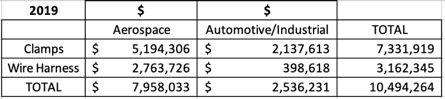 2019 $ $
Aerospace Automotive/Industrial TOTAL
Clamps $ 5,194,306 $ 2,137,613 7,331,919
Wire Harness $ 2,763,726 $ 398,618 3,162,345
TOTAL $ 7,958,033 $ 2,536,231 10,494,264